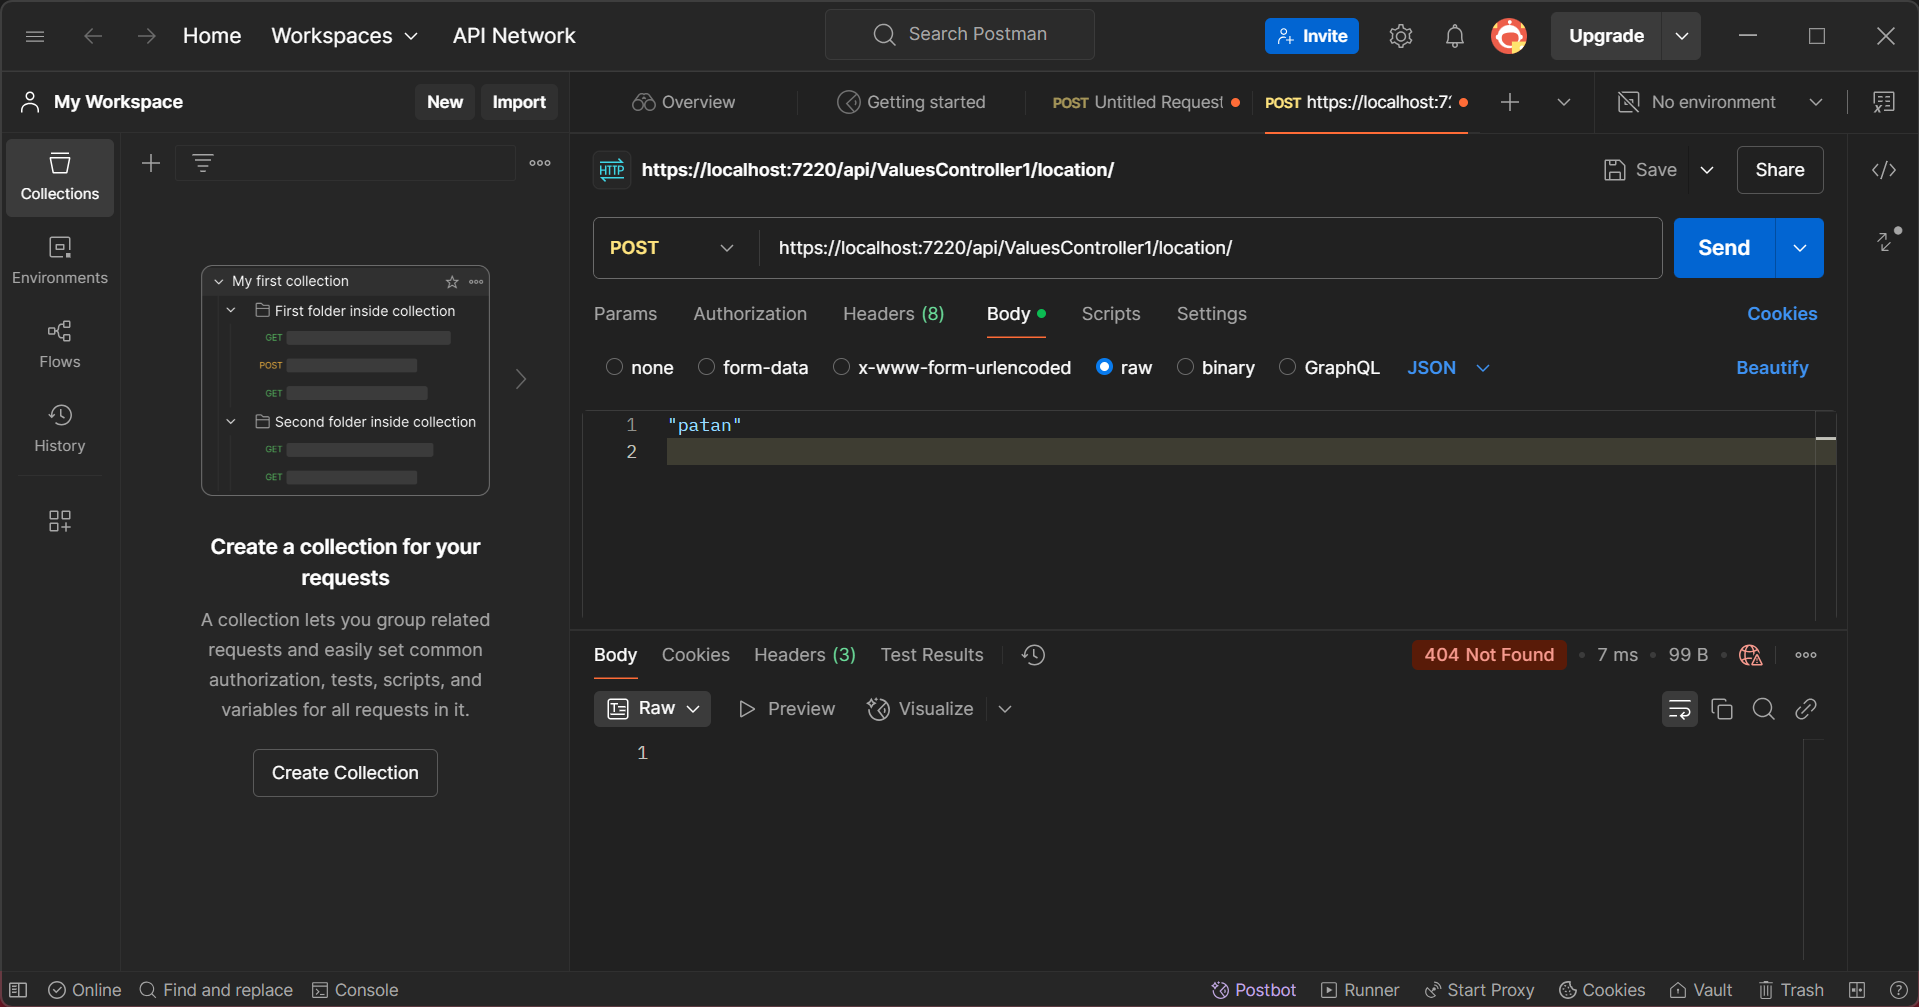 Home Workspaces API Network Search Postman Invite Upgrade
My Workspace New Import Overview Getting started POST Untitled Request POST https://localhost:7 No environment
Collections
Environments
Flows
History
My first collection
First folder inside collection
GET
POST
GET
Second folder inside collection
GET
GET
Create a collection for your
requests
A collection lets you group related
requests and easily set common
authorization, tests, scripts, and
variables for all requests in it.
Create Collection
HTTP https://localhost:7220/api/ValuesController1/location/ Save Share
POST https://localhost:7220/api/ValuesController1/location/ Send
Params Authorization Headers (8) Body Scripts Settings Cookies
none form-data x-www-form-urlencoded raw binary GraphQL JSON Beautify
1 "patan"
2
Body Cookies Headers (3) Test Results 404 Not Found • 7 ms • 99 B •
Raw Preview Visualize
1
Online Find and replace Console Postbot Runner Start Proxy Cookies Vault Trash